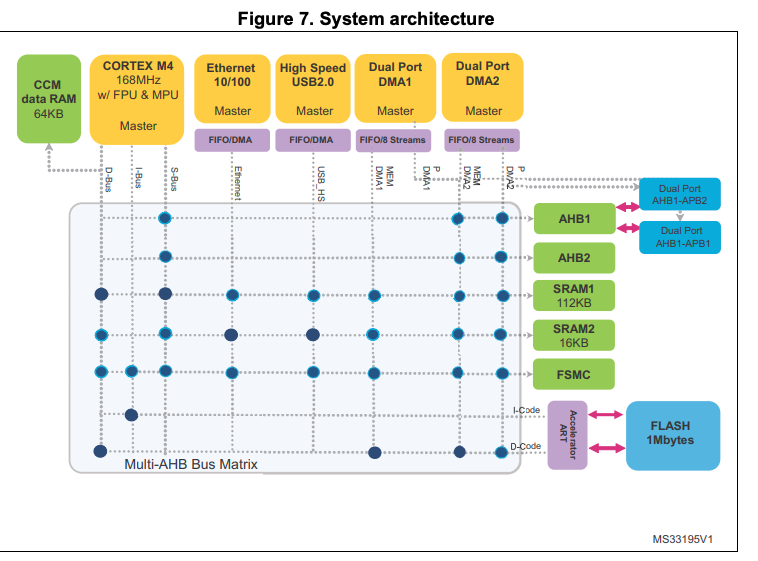 Figure 7. System architecture
CCM
data RAM
64KB
CORTEX M4
168MHz
w/ FPU & MPU
Master
Ethernet
10/100
Master
High Speed
USB2.0
Master
Dual Port
DMA1
Master
Dual Port
DMA2
Master
FIFO/DMA
FIFO/DMA
FIFO/8 Streams
FIFO/8 Streams
D-Bus
I-Bus
S-Bus
Ethernet
USB_HS
DMA1
MEM
DMA1
P
DMA2
MEM
DMA2
P
Dual Port
AHB1-APB2
Dual Port
AHB1-APB1
AHB1
AHB2
SRAM1
112KB
SRAM2
16KB
FSMC
I-Code
D-Code
Accelerator
ART
FLASH
1Mbytes
Multi-AHB Bus Matrix
MS33195V1